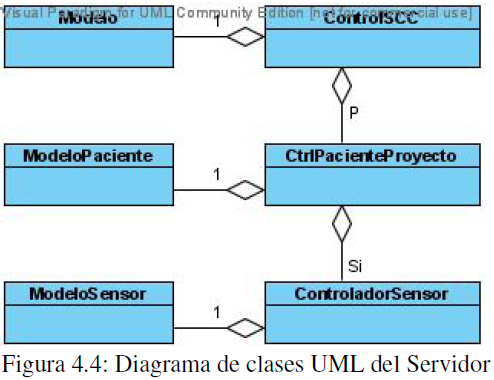 Visual Paradigm for UML Community Edition [not for commercial use]
Modelo
1
ControlSCC
P
ModeloPaciente
1
CtrlPacienteProyecto
Si
ModeloSensor
1
ControladorSensor
Figura 4.4: Diagrama de clases UML del Servidor